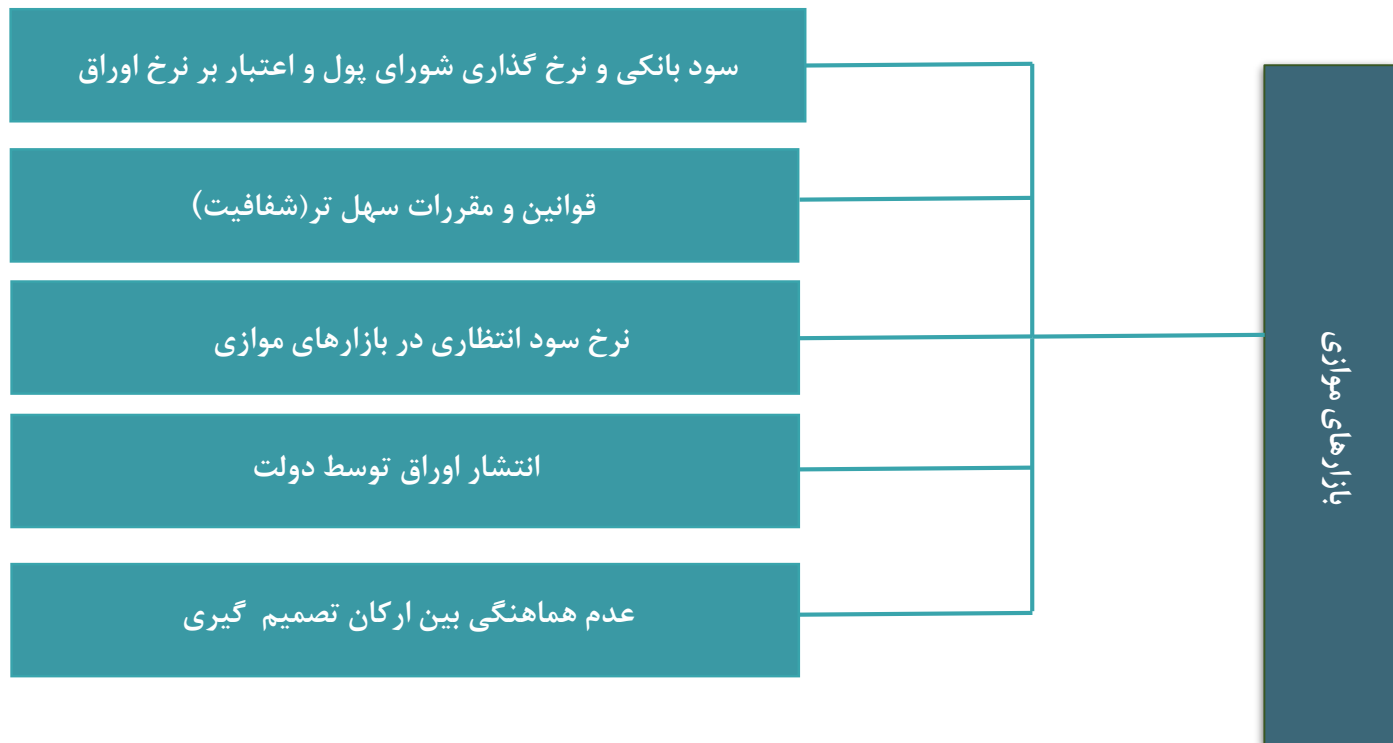 بازارهای موازی
سود بانکی و نرخ گذاری شورای پول و اعتبار بر نرخ اوراق
قوانین و مقررات سهل تر(شفافیت)
نرخ سود انتظاری در بازارهای موازی
انتشار اوراق توسط دولت
عدم هماهنگی بین ارکان تصمیم  گیری